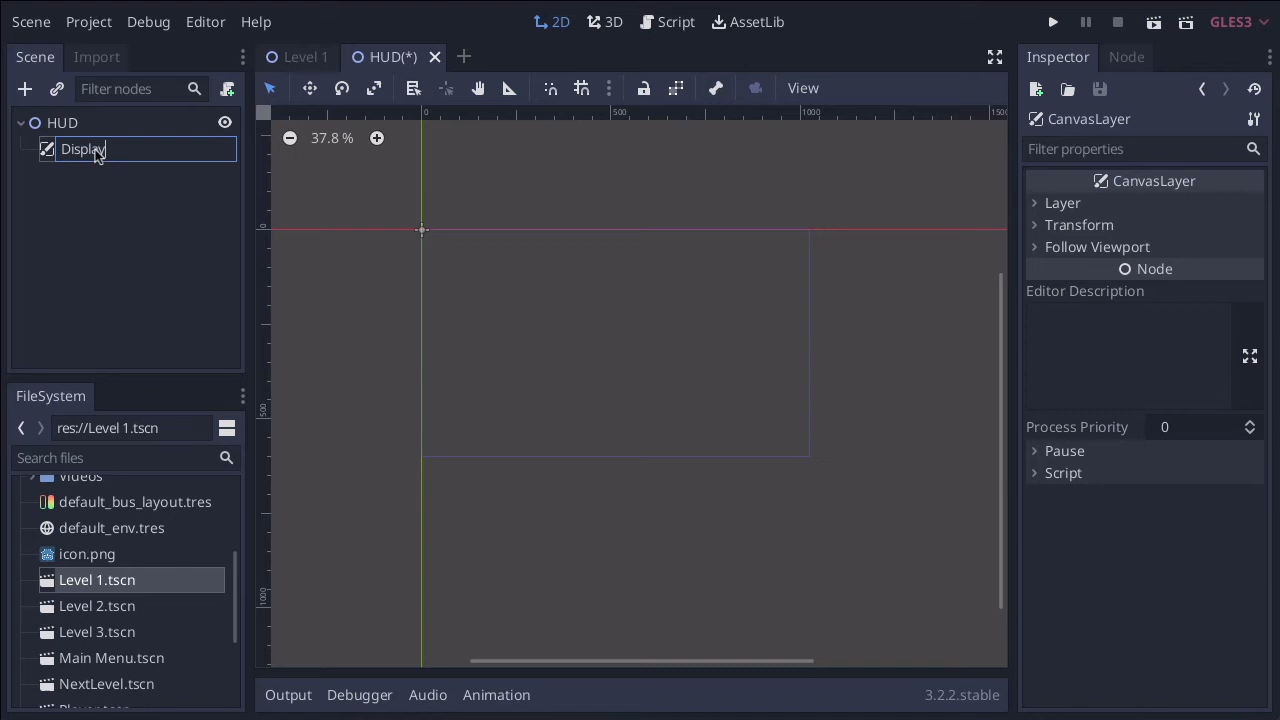 Scene Project Debug Editor Help 2D 3D Script AssetLib GLES3
Scene Import
Level 1 HUD(*)
Inspector Node
Filter nodes
View
HUD
Display
37.8 %
0 500 1000 1500
0
500
1000
CanvasLayer
Filter properties
CanvasLayer
Layer
Transform
Follow Viewport
Node
Editor Description
Process Priority 0
Pause
Script
FileSystem
res://Level 1.tscn
Search files
Videos
default_bus_layout.tres
default_env.tres
icon.png
Level 1.tscn
Level 2.tscn
Level 3.tscn
Main Menu.tscn
NextLevel.tscn
Player.tscn
Output Debugger Audio Animation 3.2.2.stable